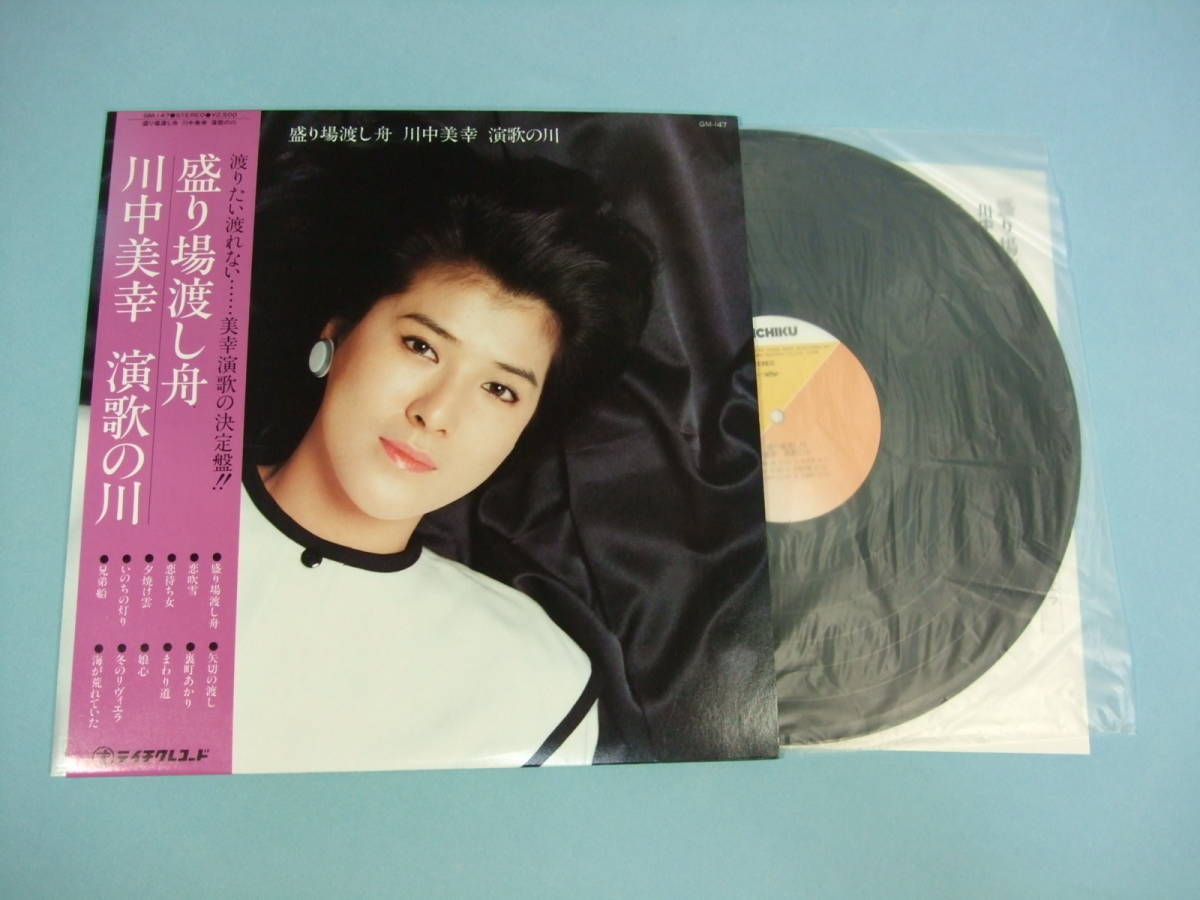 GM-147●STEREO●¥2,500
盛り場渡し舟 川中美幸 演歌の川
渡りたい渡れない……美幸演歌の決定盤!!
盛り場渡し舟
川中美幸 演歌の川
●盛り場渡し舟
●恋吹雪
●恋待ち女
●夕焼け雲
●いのちの灯り
●兄弟船
●矢切の渡し
●裏町あかり
●まわり道
●娘心
●冬のリヴィエラ
●海が荒れていた
テイチクレコード
盛り場渡し舟 川中美幸 演歌の川
GM-147
ICHIKU
盛り場
川中